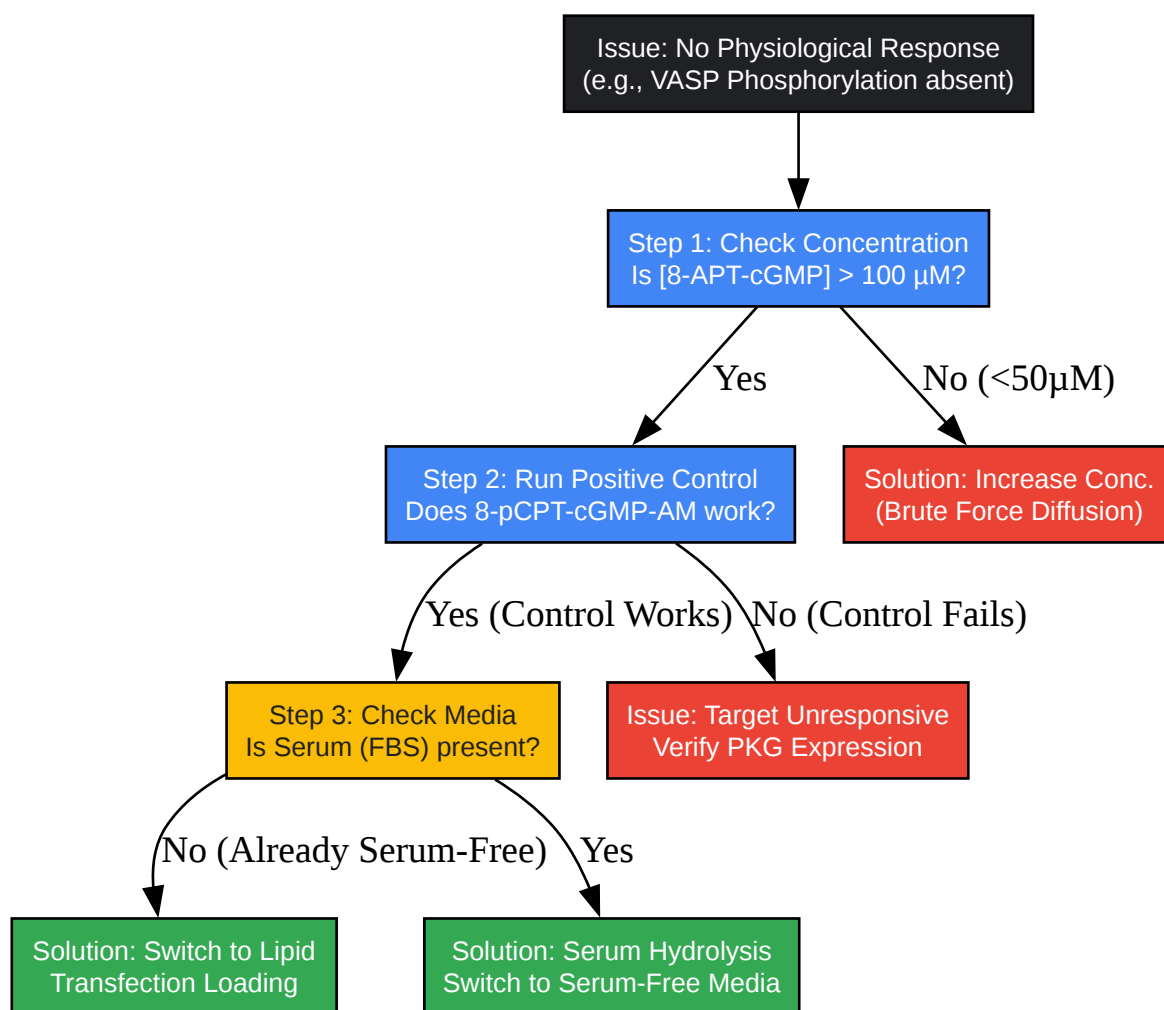 Issue: No Physiological Response
(e.g., VASP Phosphorylation absent)
Step 1: Check Concentration
Is [8-APT-cGMP] > 100 µM?
Yes
No (<50µM)
Step 2: Run Positive Control
Does 8-pCPT-cGMP-AM work?
Solution: Increase Conc.
(Brute Force Diffusion)
Yes (Control Works)
No (Control Fails)
Step 3: Check Media
Is Serum (FBS) present?
Issue: Target Unresponsive
Verify PKG Expression
No (Already Serum-Free)
Yes
Solution: Switch to Lipid
Transfection Loading
Solution: Serum Hydrolysis
Switch to Serum-Free Media